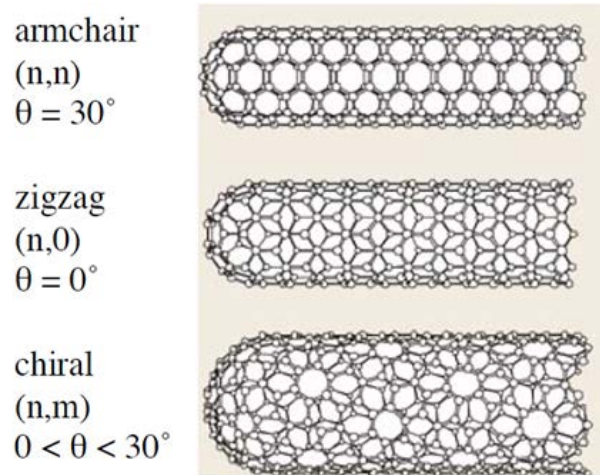 armchair
(n,n)
θ = 30°
zigzag
(n,0)
θ = 0°
chiral
(n,m)
0 < θ < 30°